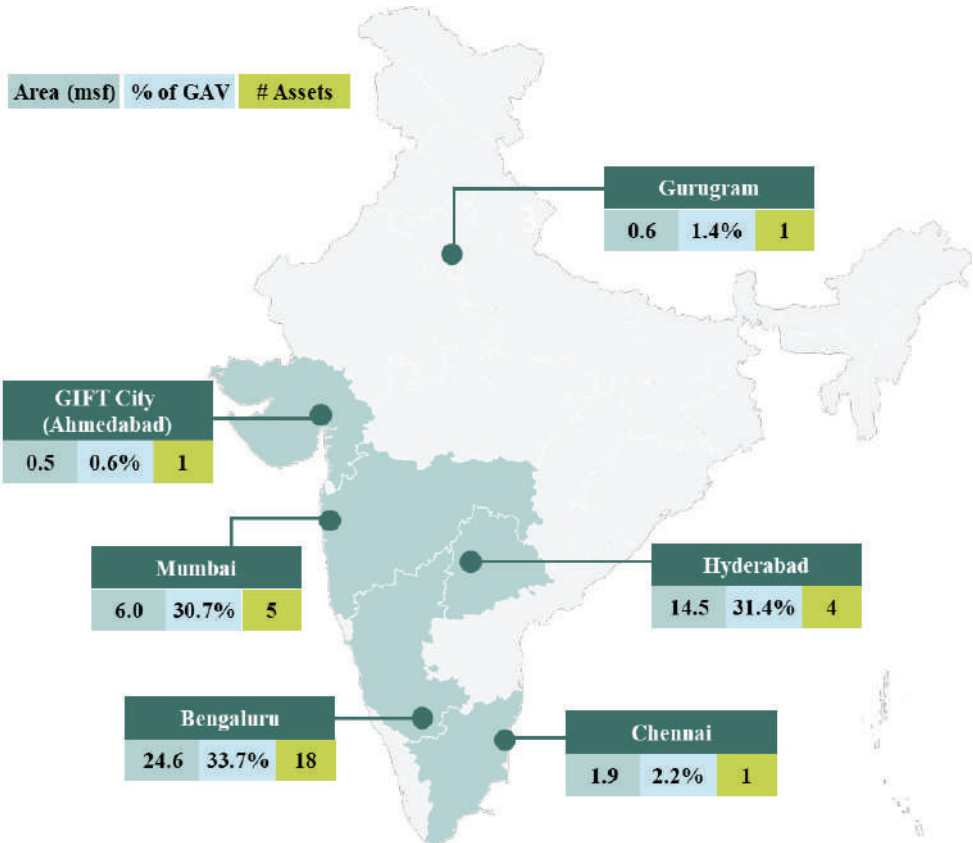 Area (msf) % of GAV # Assets
Gurugram
0.6 1.4% 1
GIFT City
(Ahmedabad)
0.5 0.6% 1
Mumbai
6.0 30.7% 5
Hyderabad
14.5 31.4% 4
Bengaluru
24.6 33.7% 18
Chennai
1.9 2.2% 1